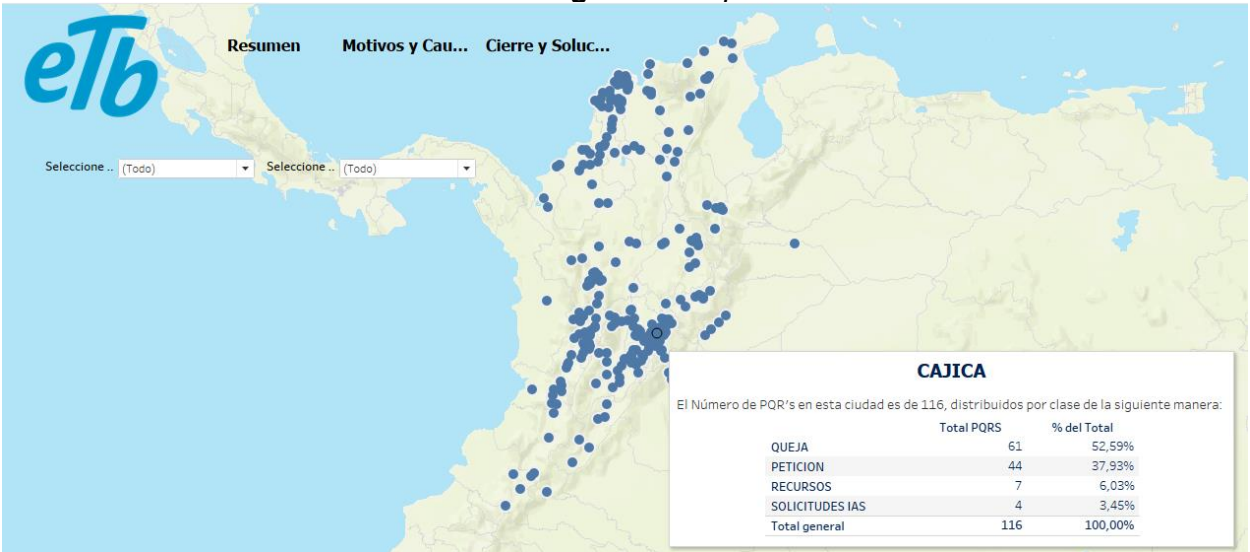 eTb
Resumen Motivos y Cau... Cierre y Soluc...
Seleccione .. (Todo) Seleccione .. (Todo)
CAJICA
El Número de PQR's en esta ciudad es de 116, distribuidos por clase de la siguiente manera:
Total PQRS % del Total
QUEJA 61 52,59%
PETICION 44 37,93%
RECURSOS 7 6,03%
SOLICITUDES IAS 4 3,45%
Total general 116 100,00%